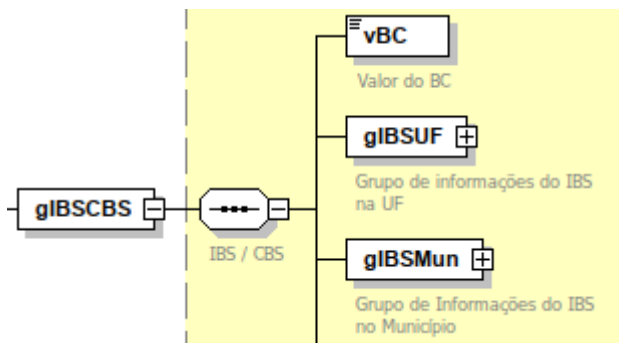 vBC
Valor do BC
gIBSUF
Grupo de informações do IBS
na UF
gIBSCBS
IBS / CBS
gIBSMun
Grupo de Informações do IBS
no Município